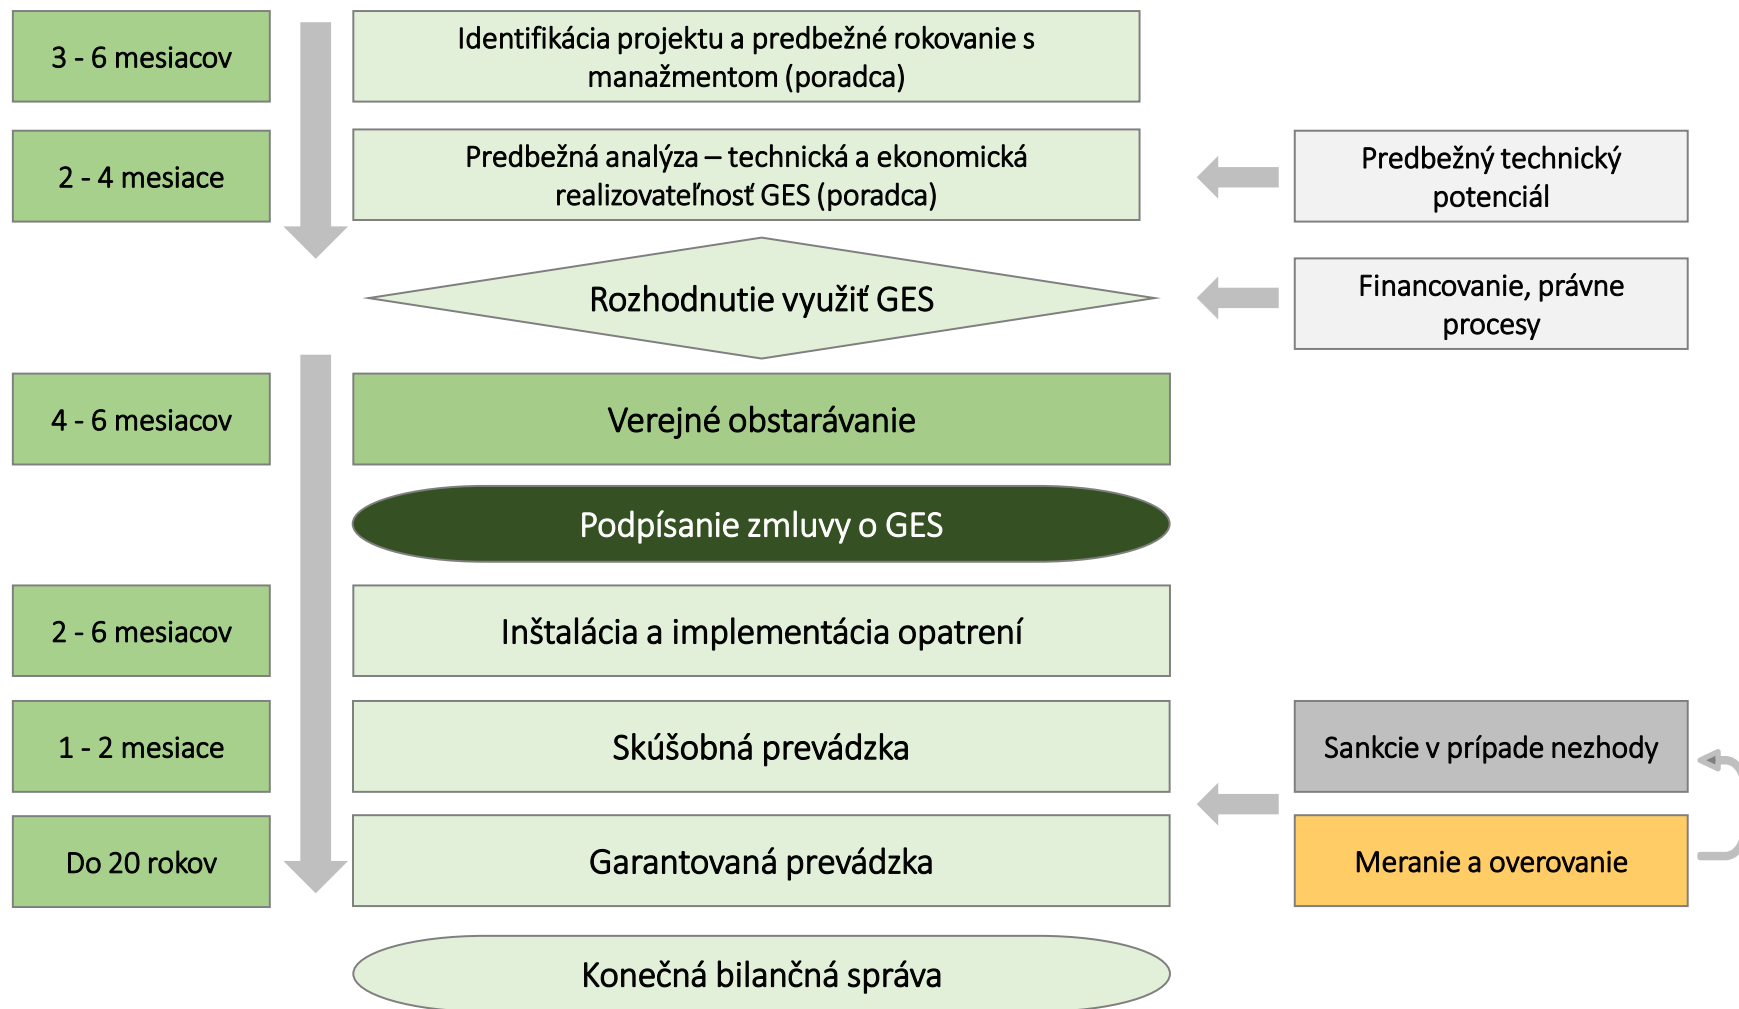 3 - 6 mesiacov
Identifikácia projektu a predbežné rokovanie s
manažmentom (poradca)
2 - 4 mesiace
Predbežná analýza – technická a ekonomická
realizovateľnosť GES (poradca)
Predbežný technický
potenciál
Rozhodnutie využiť GES
Financovanie, právne
procesy
4 - 6 mesiacov
Verejné obstarávanie
Podpísanie zmluvy o GES
2 - 6 mesiacov
Inštalácia a implementácia opatrení
1 - 2 mesiace
Skúšobná prevádzka
Sankcie v prípade nezhody
Do 20 rokov
Garantovaná prevádzka
Meranie a overovanie
Konečná bilančná správa